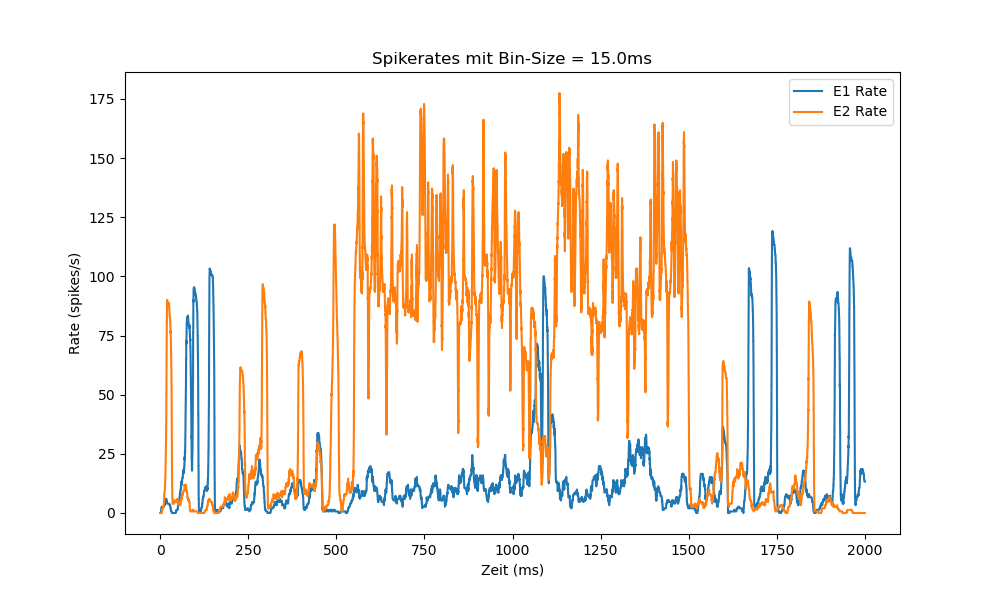 Spikerates mit Bin-Size = 15.0ms
E1 Rate
E2 Rate
175
150
125
100
75
50
25
0
Rate (spikes/s)
0 250 500 750 1000 1250 1500 1750 2000
Zeit (ms)